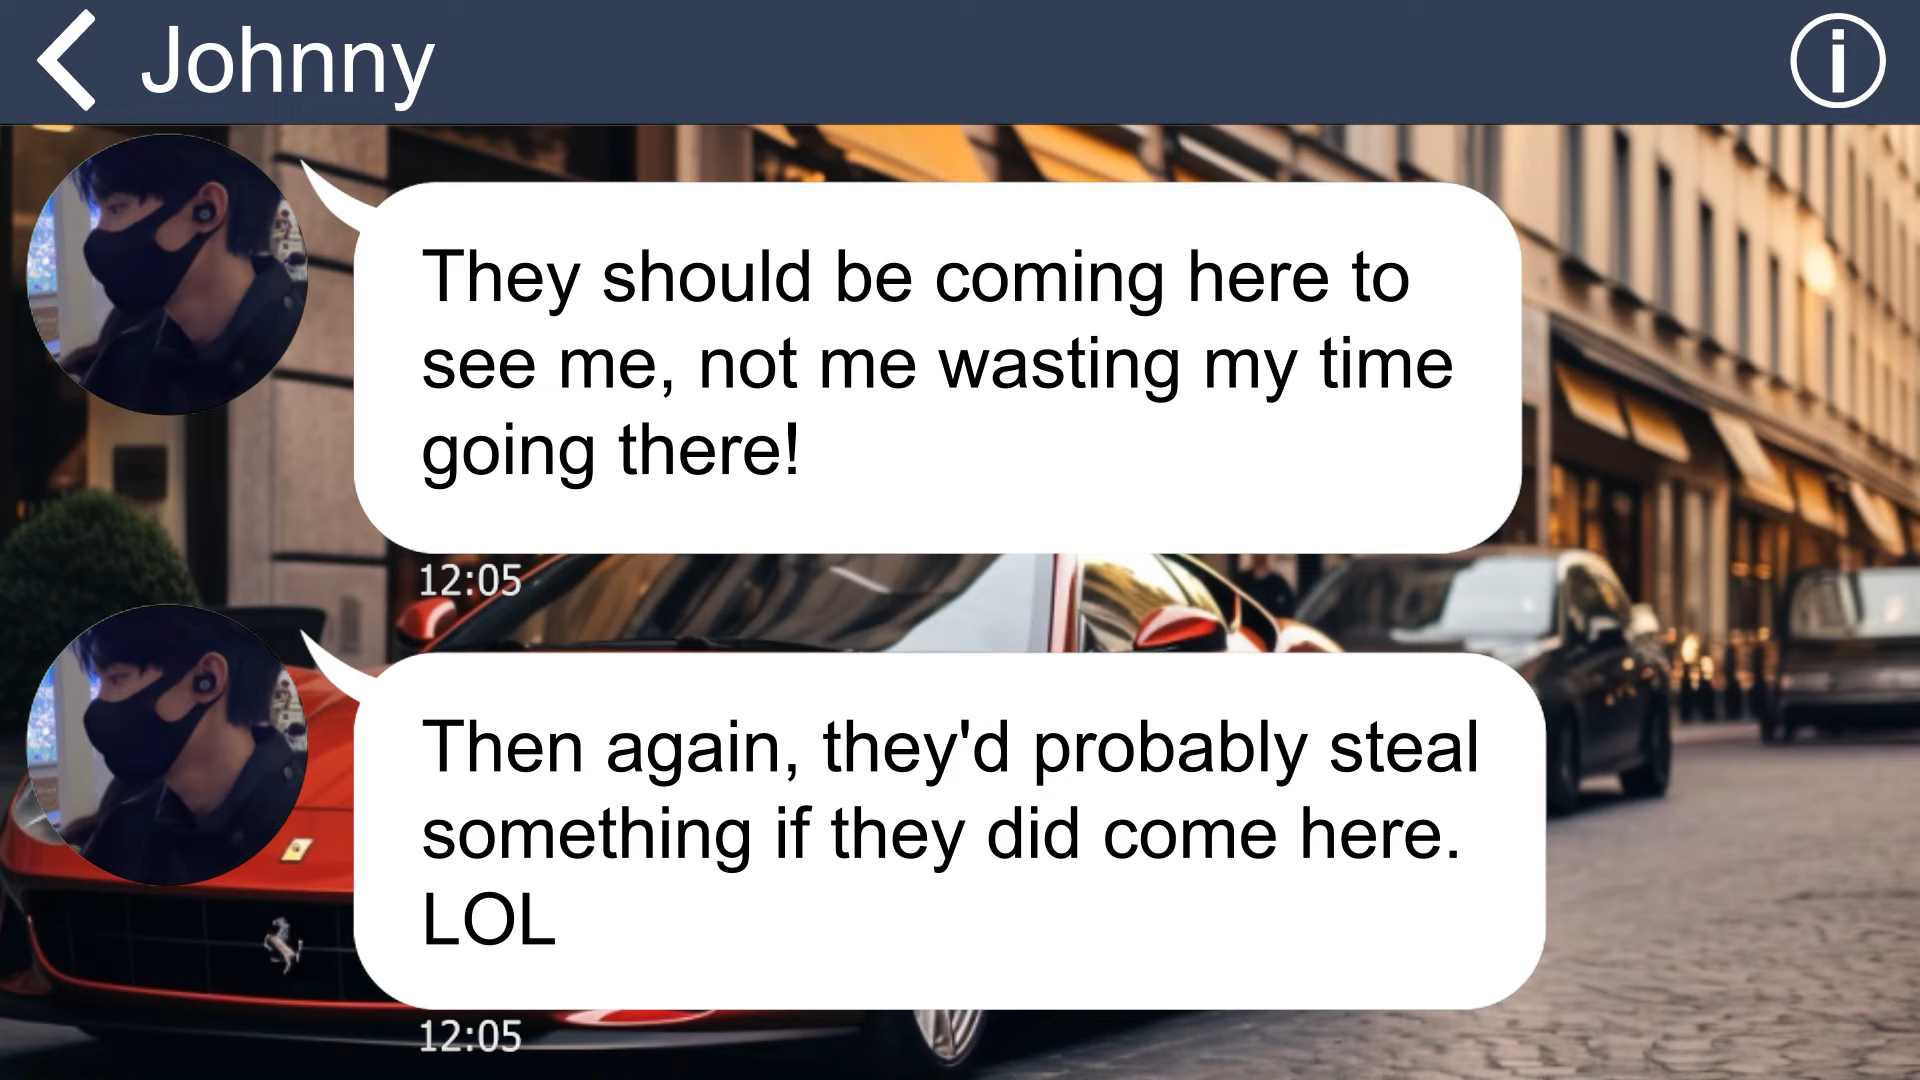 Johnny
They should be coming here to
see me, not me wasting my time
going there!
12:05
Then again, they'd probably steal
something if they did come here.
LOL
12:05